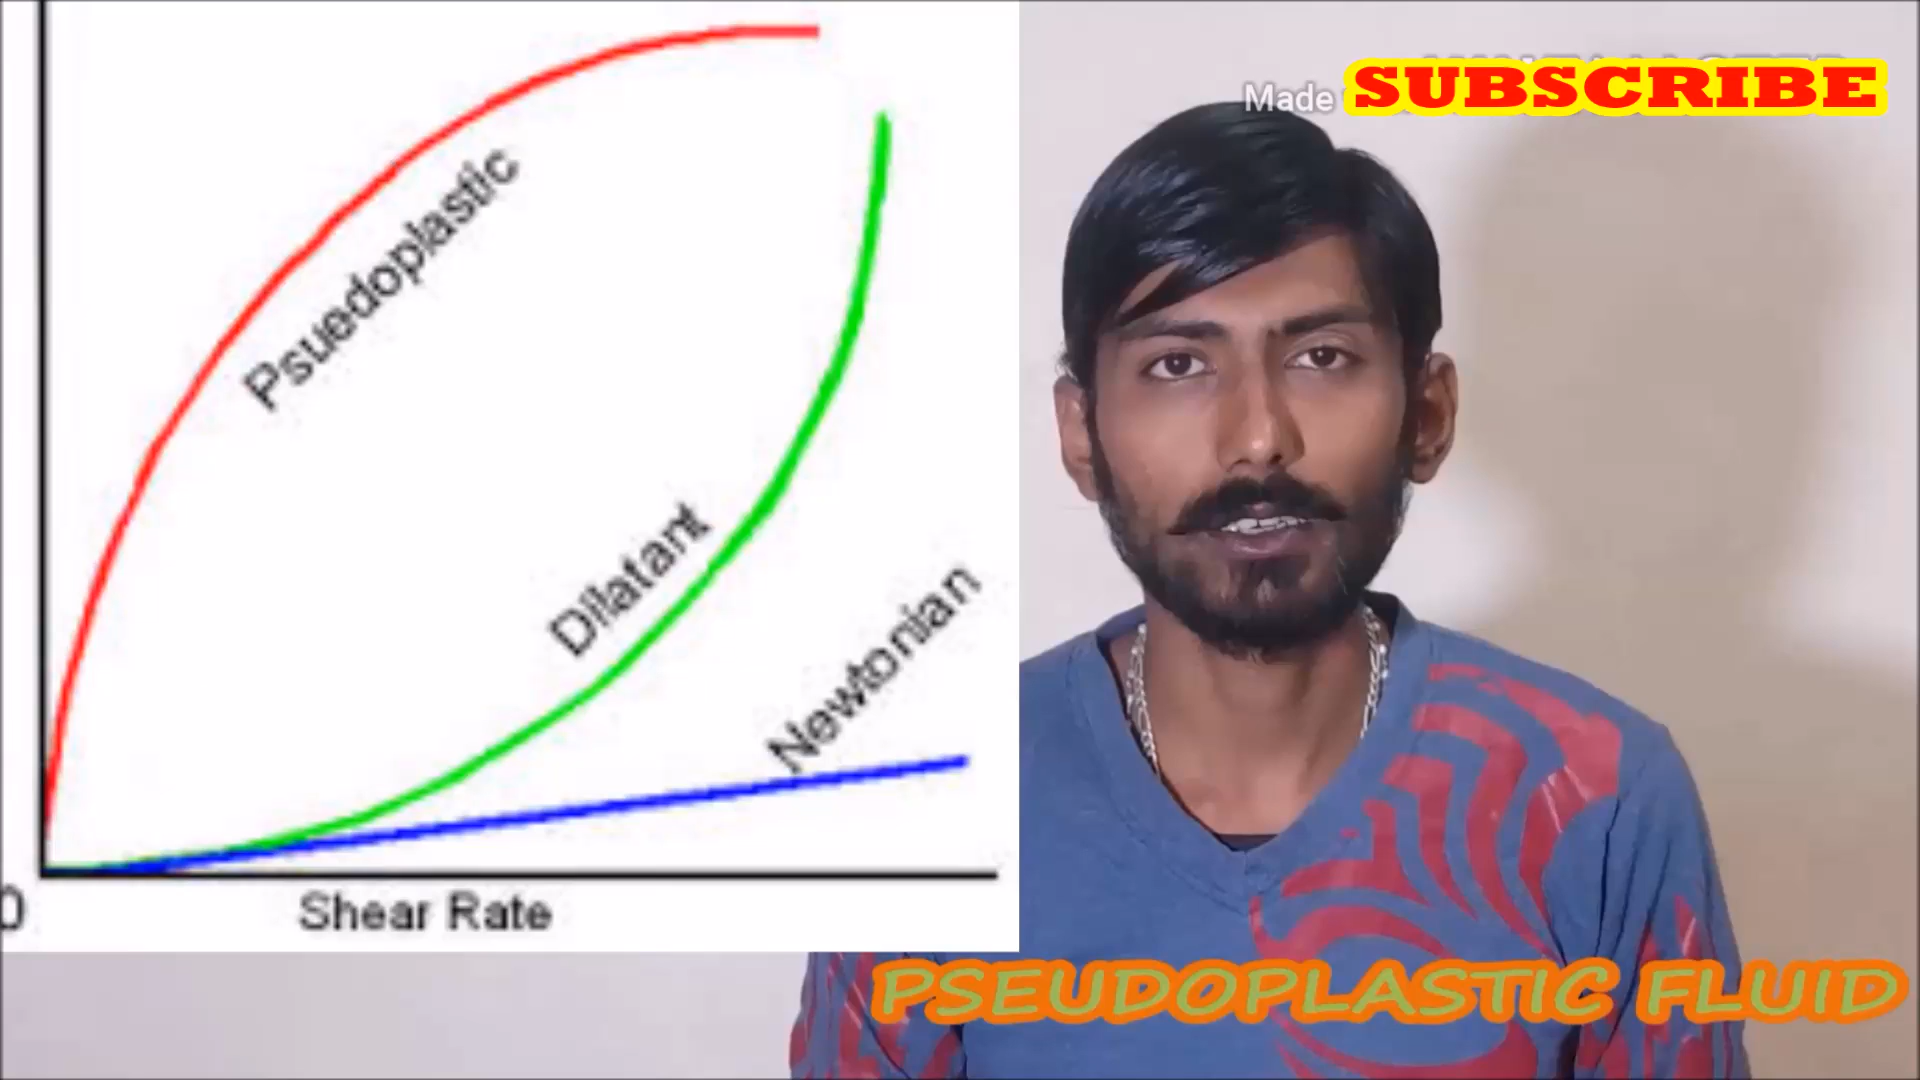 Psuedoplastic
Dilatant
Newtonian
0
Shear Rate
Made
SUBSCRIBE
PSEUDOPLASTIC FLUID